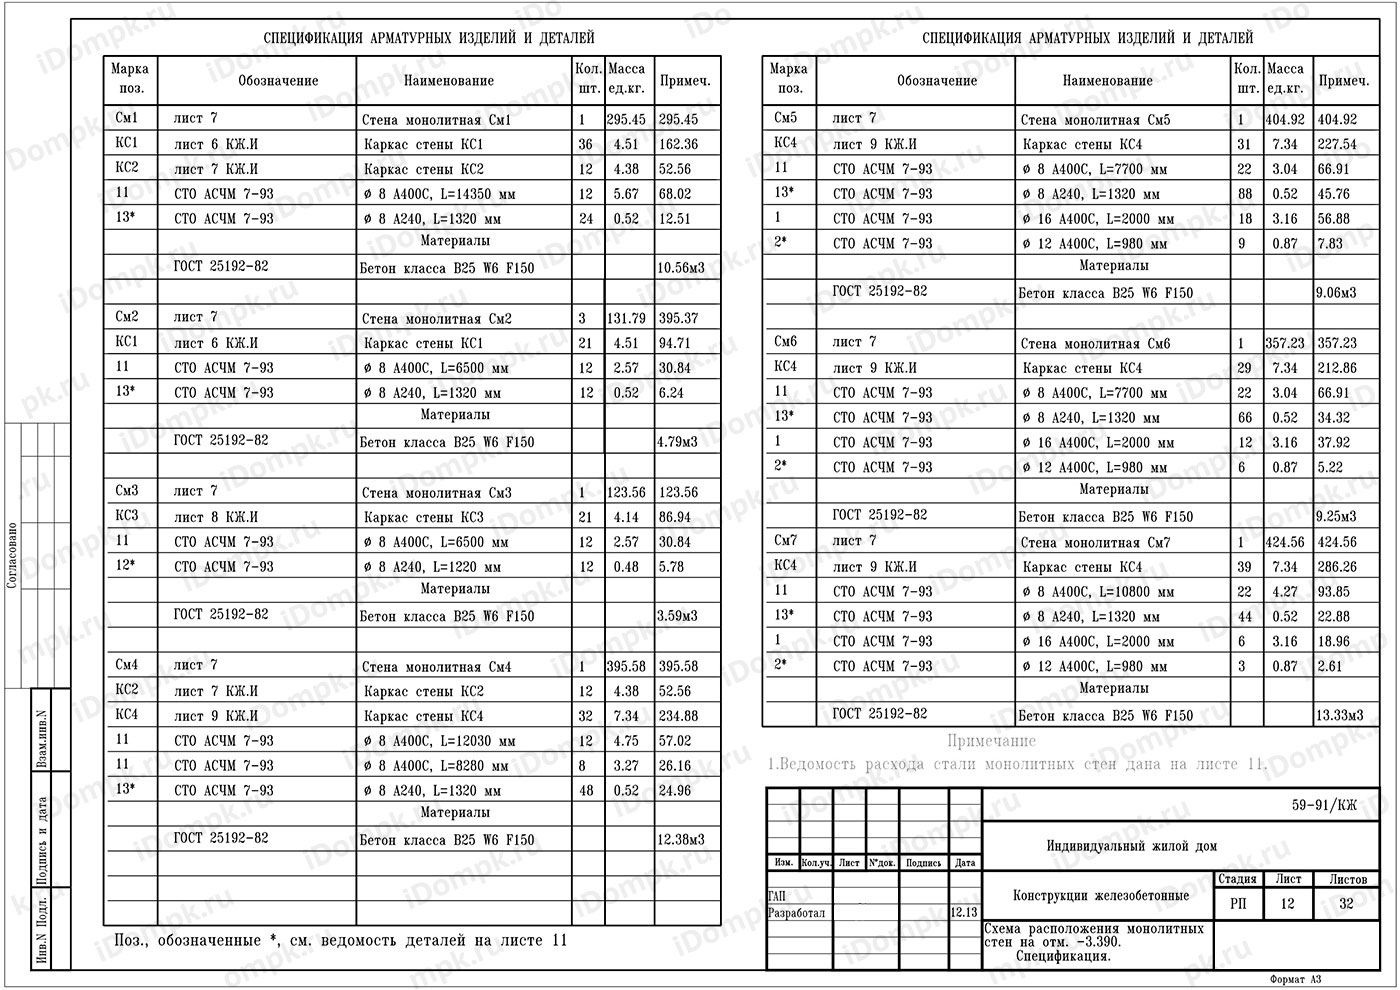 СПЕЦИФИКАЦИЯ АРМАТУРНЫХ ИЗДЕЛИЙ И ДЕТАЛЕЙ
Марка поз. Обозначение Наименование Кол. шт. Масса ед.кг. Примеч.
См1 лист 7 Стена монолитная См1 1 295.45 295.45
КС1 лист 6 КЖ.И Каркас стены КС1 36 4.51 162.36
КС2 лист 7 КЖ.И Каркас стены КС2 12 4.38 52.56
11 СТО АСЧМ 7-93 ϕ 8 А400С, L=14350 мм 12 5.67 68.02
13* СТО АСЧМ 7-93 ϕ 8 А240, L=1320 мм 24 0.52 12.51
Материалы
ГОСТ 25192-82 Бетон класса В25 W6 F150 10.56м3
См2 лист 7 Стена монолитная См2 3 131.79 395.37
КС1 лист 6 КЖ.И Каркас стены КС1 21 4.51 94.71
11 СТО АСЧМ 7-93 ϕ 8 А400С, L=6500 мм 12 2.57 30.84
13* СТО АСЧМ 7-93 ϕ 8 А240, L=1320 мм 12 0.52 6.24
Материалы
ГОСТ 25192-82 Бетон класса В25 W6 F150 4.79м3
См3 лист 7 Стена монолитная См3 1 123.56 123.56
КС3 лист 8 КЖ.И Каркас стены КС3 21 4.14 86.94
11 СТО АСЧМ 7-93 ϕ 8 А400С, L=6500 мм 12 2.57 30.84
12* СТО АСЧМ 7-93 ϕ 8 А240, L=1220 мм 12 0.48 5.78
Материалы
ГОСТ 25192-82 Бетон класса В25 W6 F150 3.59м3
См4 лист 7 Стена монолитная См4 1 395.58 395.58
КС2 лист 7 КЖ.И Каркас стены КС2 12 4.38 52.56
КС4 лист 9 КЖ.И Каркас стены КС4 32 7.34 234.88
11 СТО АСЧМ 7-93 ϕ 8 А400С, L=12030 мм 12 4.75 57.02
11 СТО АСЧМ 7-93 ϕ 8 А400С, L=8280 мм 8 3.27 26.16
13* СТО АСЧМ 7-93 ϕ 8 А240, L=1320 мм 48 0.52 24.96
Материалы
ГОСТ 25192-82 Бетон класса В25 W6 F150 12.38м3
Поз., обозначенные *, см. ведомость деталей на листе 11
СПЕЦИФИКАЦИЯ АРМАТУРНЫХ ИЗДЕЛИЙ И ДЕТАЛЕЙ
Марка поз. Обозначение Наименование Кол. шт. Масса ед.кг. Примеч.
См5 лист 7 Стена монолитная См5 1 404.92 404.92
КС4 лист 9 КЖ.И Каркас стены КС4 31 7.34 227.54
11 СТО АСЧМ 7-93 ϕ 8 А400С, L=7700 мм 22 3.04 66.91
13* СТО АСЧМ 7-93 ϕ 8 А240, L=1320 мм 88 0.52 45.76
1 СТО АСЧМ 7-93 ϕ 16 А400С, L=2000 мм 18 3.16 56.88
2* СТО АСЧМ 7-93 ϕ 12 А400С, L=980 мм 9 0.87 7.83
Материалы
ГОСТ 25192-82 Бетон класса В25 W6 F150 9.06м3
См6 лист 7 Стена монолитная См6 1 357.23 357.23
КС4 лист 9 КЖ.И Каркас стены КС4 29 7.34 212.86
11 СТО АСЧМ 7-93 ϕ 8 А400С, L=7700 мм 22 3.04 66.91
13* СТО АСЧМ 7-93 ϕ 8 А240, L=1320 мм 66 0.52 34.32
1 СТО АСЧМ 7-93 ϕ 16 А400С, L=2000 мм 12 3.16 37.92
2* СТО АСЧМ 7-93 ϕ 12 А400С, L=980 мм 6 0.87 5.22
Материалы
ГОСТ 25192-82 Бетон класса В25 W6 F150 9.25м3
См7 лист 7 Стена монолитная См7 1 424.56 424.56
КС4 лист 9 КЖ.И Каркас стены КС4 39 7.34 286.26
11 СТО АСЧМ 7-93 ϕ 8 А400С, L=10800 мм 22 4.27 93.85
13* СТО АСЧМ 7-93 ϕ 8 А240, L=1320 мм 44 0.52 22.88
1 СТО АСЧМ 7-93 ϕ 16 А400С, L=2000 мм 6 3.16 18.96
2* СТО АСЧМ 7-93 ϕ 12 А400С, L=980 мм 3 0.87 2.61
Материалы
ГОСТ 25192-82 Бетон класса В25 W6 F150 13.33м3
Примечание
1.Ведомость расхода стали монолитных стен дана на листе 11.
59-91/КЖ
Индивидуальный жилой дом
Изм. Кол.уч. Лист N°док. Подпись Дата
ГАП
Разработал 12.13
Конструкции железобетонные
Стадия Лист Листов
РП 12 32
Схема расположения монолитных
стен на отм. -3.390.
Спецификация.
Формат А3
Согласовано
Взам.инв.N
Подпись и дата
Инв.N Подл.
iDompk.ru